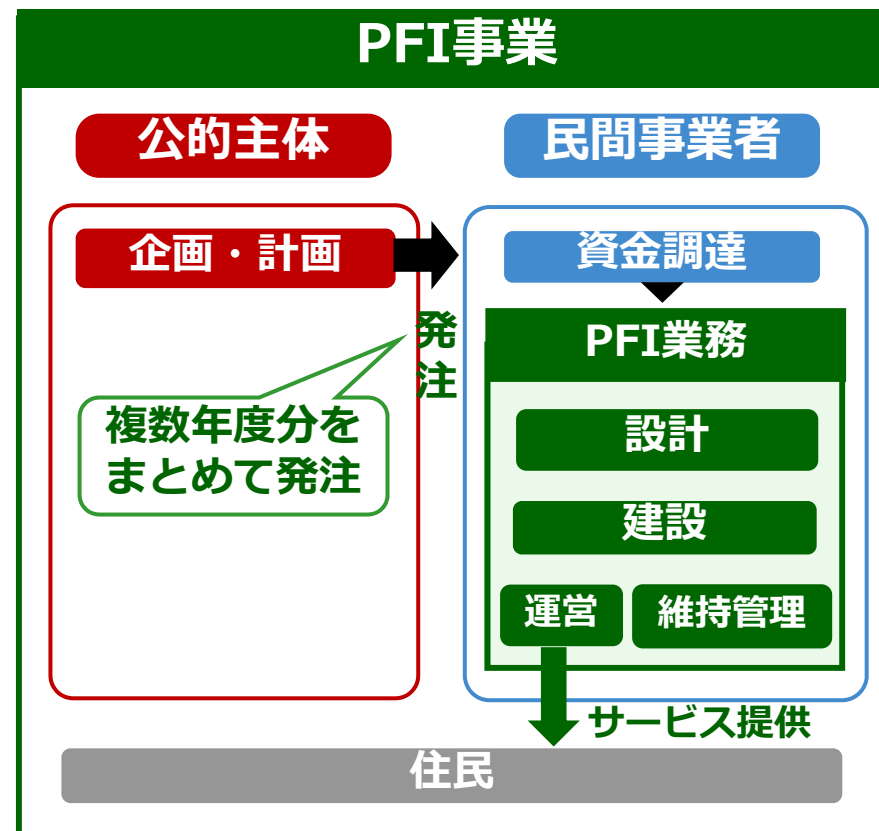 PFI事業
公的主体
民間事業者
企画・計画
資金調達
発
注
PFI業務
複数年度分を
まとめて発注
設計
建設
運営
維持管理
サービス提供
住民